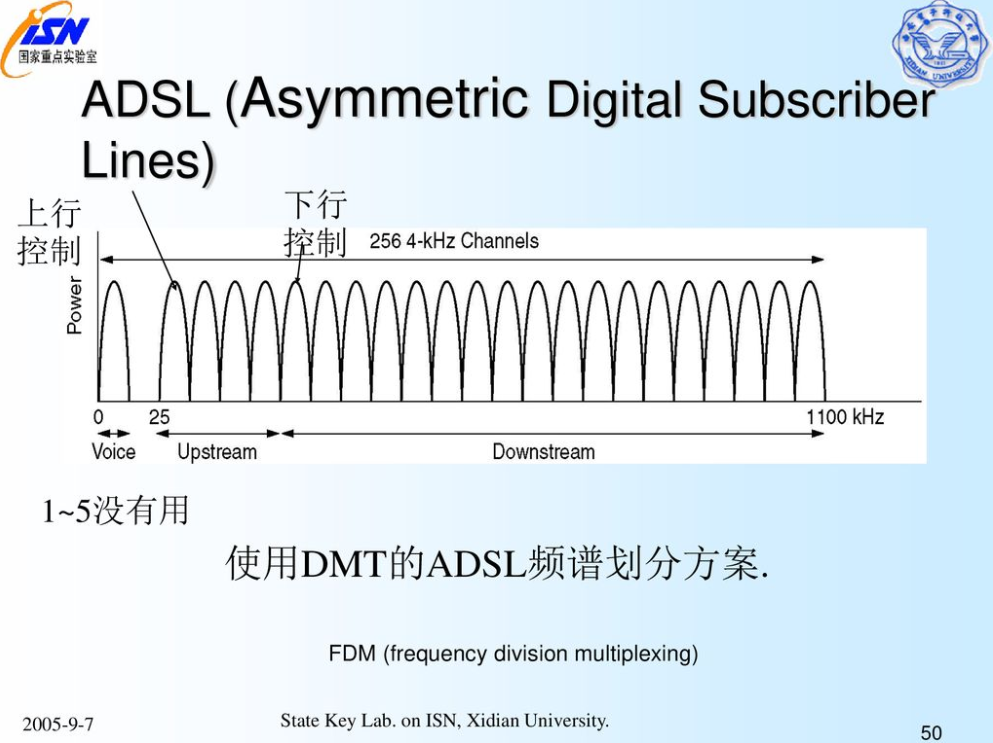 iSN
国家重点实验室
XIDIAN UNIVERSITY
ADSL (Asymmetric Digital Subscriber
Lines)
上行
控制
下行
控制
256 4-kHz Channels
Power
0
25
1100 kHz
Voice
Upstream
Downstream
1~5没有用
使用DMT的ADSL频谱划分方案.
FDM (frequency division multiplexing)
2005-9-7
State Key Lab. on ISN, Xidian University.
50